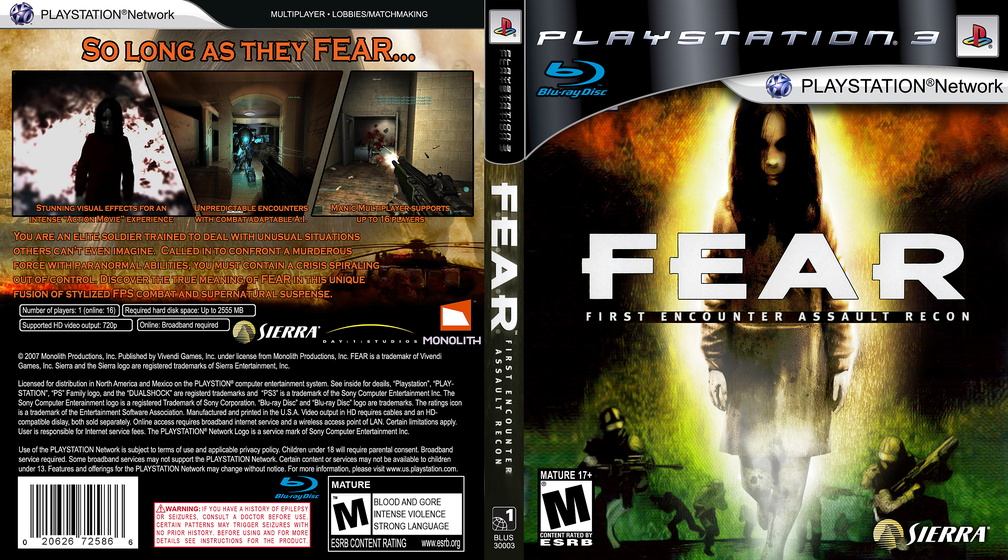 PLAYSTATION®Network
MULTIPLAYER • LOBBIES/MATCHMAKING
SO LONG AS THEY FEAR...
STUNNING VISUAL EFFECTS FOR AN
INTENSE "ACTION MOVIE" EXPERIENCE
UNPREDICTABLE ENCOUNTERS
WITH COMBAT ADAPTABLE A.I.
MANIC MULTIPLAYER SUPPORTS
UP TO 16 PLAYERS
YOU ARE AN ELITE SOLDIER TRAINED TO DEAL WITH UNUSUAL SITUATIONS
OTHERS CAN'T EVEN IMAGINE. CALLED IN TO CONFRONT A MURDEROUS
FORCE WITH PARANORMAL ABILITIES, YOU MUST CONTAIN A CRISIS SPIRALING
OUT OF CONTROL. DISCOVER THE TRUE MEANING OF FEAR IN THIS UNIQUE
FUSION OF STYLIZED FPS COMBAT AND SUPERNATURAL SUSPENSE.
Number of players: 1 (online: 16)
Required hard disk space: Up to 2555 MB
Supported HD video output: 720p
Online: Broadband required
SIERRA
DAY:1:STUDIOS
MONOLITH
© 2007 Monolith Productions, Inc. Published by Vivendi Games, Inc. under license from Monolith Productions, Inc. FEAR is a trademakr of Vivendi
Games, Inc. Sierra and the Sierra logo are registered trademarks of Sierra Entertainment, Inc.
Licensed for distribution in North America and Mexico on the PLAYSTION® computer entertainment system. See inside for deails, "Playstation", "PLAY-
STATION", "PS" Family logo, and the "DUALSHOCK" are registerd trademarks and "PS3" is a trademark of Sony Computer Entertainment Inc. The
Sony Computer Entertainment logo is a registered Trademark of Sony Corporation. "Blu-ray Disc" and "Blu-ray Disc" logo are trademarks. The ratings icon
is a trademark of the Entertainment Software Association. Manufactured and printed in the U.S.A. Video output in HD requires cables and an HD-
compatible dislay, both sold separately. Online access requires broadband internet service and a wireless access point of LAN. Certain limitations apply.
User is responsible for Internet service fees. The PLAYSTATION® Network Logo is a service mark of Sony Computer Entertainment Inc.
Use of the PLAYSTATION Network is subject to terms of use and applicable privacy policy. Children under 18 will require parental consent. Broadband
service required. Some broadband services may not support the PLAYSTATION Network. Certain content or services may not be available to children
under 13. Features and offerings for the PLAYSTATION Network may change without notice. For more information, please visit www.us.playstation.com.
0 20626 72586 6
Blu-ray Disc
WARNING: IF YOU HAVE A HISTORY OF EPILEPSY
OR SEIZURES, CONSULT A DOCTOR BEFORE USE.
CERTAIN PATTERNS MAY TRIGGER SEIZURES WITH
NO PRIOR HISTORY. BEFORE USING AND FOR MORE
DETAILS SEE INSTRUCTIONS FOR THE PRODUCT.
MATURE
M
BLOOD AND GORE
INTENSE VIOLENCE
STRONG LANGUAGE
ESRB CONTENT RATING www.esrb.org
PLAYSTATION 3
FEAR
FIRST ENCOUNTER
ASSAULT RECON
1
BLUS
30003
PLAYSTATION 3
Blu-ray Disc
PLAYSTATION®Network
FEAR
FIRST ENCOUNTER ASSAULT RECON
MATURE 17+
M
CONTENT RATED BY
ESRB
SIERRA